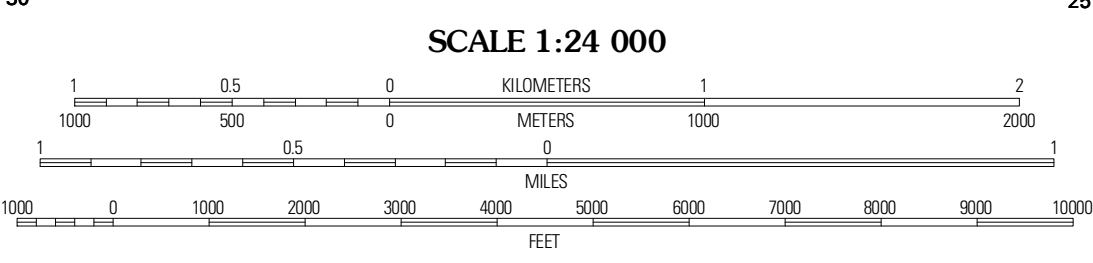 30 25
SCALE 1:24 000
1 0.5 0 KILOMETERS 1 2
1000 500 0 METERS 1000 2000
1 0.5 0 1
MILES
1000 0 1000 2000 3000 4000 5000 6000 7000 8000 9000 10000
FEET